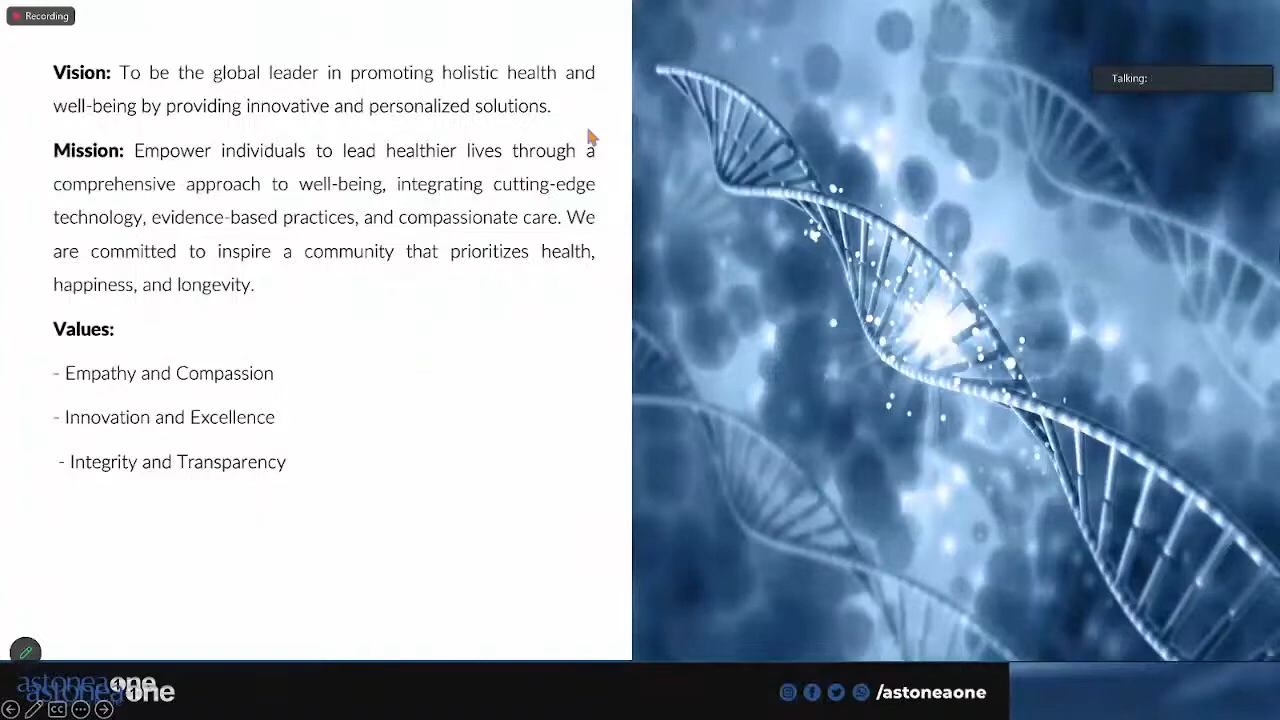 Recording
Vision: To be the global leader in promoting holistic health and
well-being by providing innovative and personalized solutions.
Talking:
Mission: Empower individuals to lead healthier lives through a
comprehensive approach to well-being, integrating cutting-edge
technology, evidence-based practices, and compassionate care. We
are committed to inspire a community that prioritizes health,
happiness, and longevity.
Values:
- Empathy and Compassion
- Innovation and Excellence
- Integrity and Transparency
astoneaone
astoneaone
/astoneaone
CC